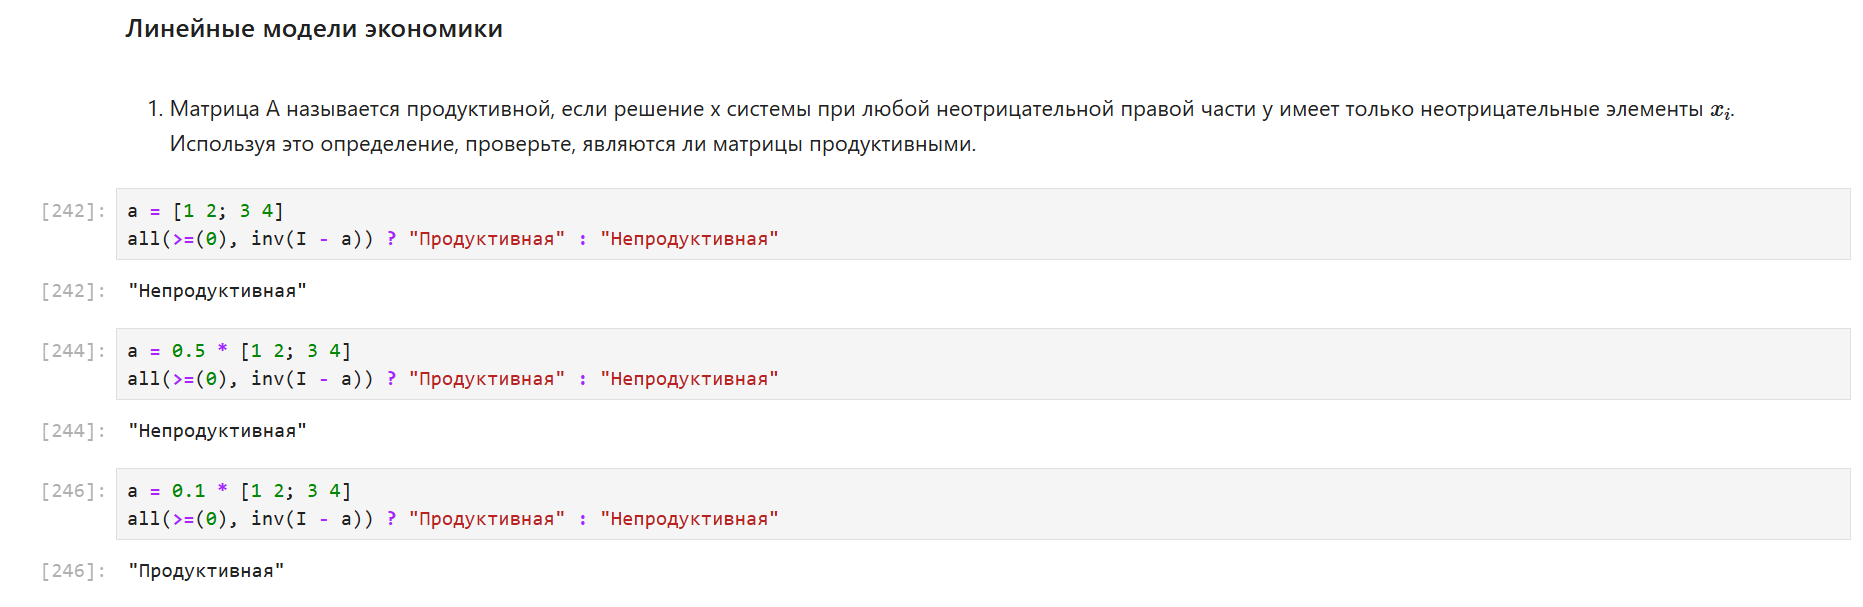 Линейные модели экономики
1. Матрица A называется продуктивной, если решение x системы при любой неотрицательной правой части y имеет только неотрицательные элементы xᵢ.
Используя это определение, проверьте, являются ли матрицы продуктивными.
[242]: a = [1 2; 3 4]
all(>=(0), inv(I - a)) ? "Продуктивная" : "Непродуктивная"
[242]: "Непродуктивная"
[244]: a = 0.5 * [1 2; 3 4]
all(>=(0), inv(I - a)) ? "Продуктивная" : "Непродуктивная"
[244]: "Непродуктивная"
[246]: a = 0.1 * [1 2; 3 4]
all(>=(0), inv(I - a)) ? "Продуктивная" : "Непродуктивная"
[246]: "Продуктивная"